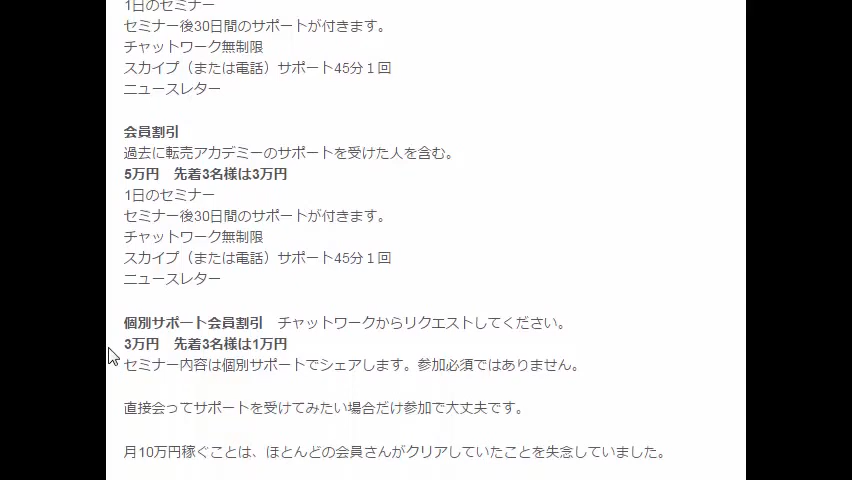 1日のセミナー
セミナー後30日間のサポートが付きます。
チャットワーク無制限
スカイプ（または電話）サポート45分１回
ニュースレター
会員割引
過去に転売アカデミーのサポートを受けた人を含む。
5万円　先着3名様は3万円
1日のセミナー
セミナー後30日間のサポートが付きます。
チャットワーク無制限
スカイプ（または電話）サポート45分１回
ニュースレター
個別サポート会員割引　チャットワークからリクエストしてください。
3万円　先着3名様は1万円
セミナー内容は個別サポートでシェアします。参加必須ではありません。
直接会ってサポートを受けてみたい場合だけ参加で大丈夫です。
月10万円稼ぐことは、ほとんどの会員さんがクリアしていたことを失念していました。